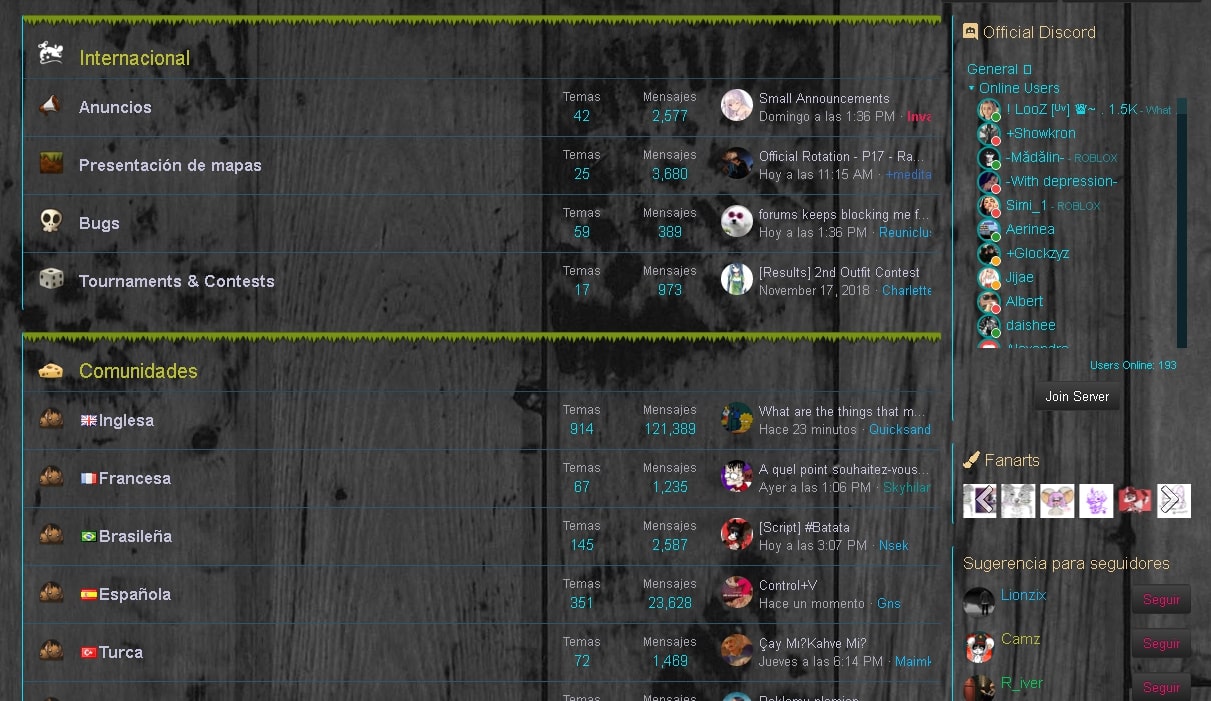 Internacional
Anuncios
Temas
42
Mensajes
2,577
Small Announcements
Domingo a las 1:36 PM · Inva
Presentación de mapas
Temas
25
Mensajes
3,680
Official Rotation - P17 - Ra...
Hoy a las 11:15 AM · +medita
Bugs
Temas
59
Mensajes
389
forums keeps blocking me f...
Hoy a las 1:36 PM · Reuniclus
Tournaments & Contests
Temas
17
Mensajes
973
[Results] 2nd Outfit Contest
November 17, 2018 · Charlette
Comunidades
Inglesa
Temas
914
Mensajes
121,389
What are the things that m...
Hace 23 minutos · Quicksand
Francesa
Temas
67
Mensajes
1,235
A quel point souhaitez-vous...
Ayer a las 1:06 PM · Skyhilar
Brasileña
Temas
145
Mensajes
2,587
[Script] #Batata
Hoy a las 3:07 PM · Nsek
Española
Temas
351
Mensajes
23,628
Control+V
Hace un momento · Gns
Turca
Temas
72
Mensajes
1,469
Çay Mı?Kahve Mi?
Jueves a las 6:14 PM · Maimk
Temas
Mensajes
Official Discord
General
Online Users
! LooZ [ᵁᵛ] ♛~ . 1.5K - What
+Showkron
-Mădălin- - ROBLOX
-With depression-
Simi_1 - ROBLOX
Aerinea
+Glockzyz
Jijae
Albert
daishee
Users Online: 193
Join Server
Fanarts
Sugerencia para seguidores
Lionzix
Seguir
Camz
Seguir
R_iver
Seguir